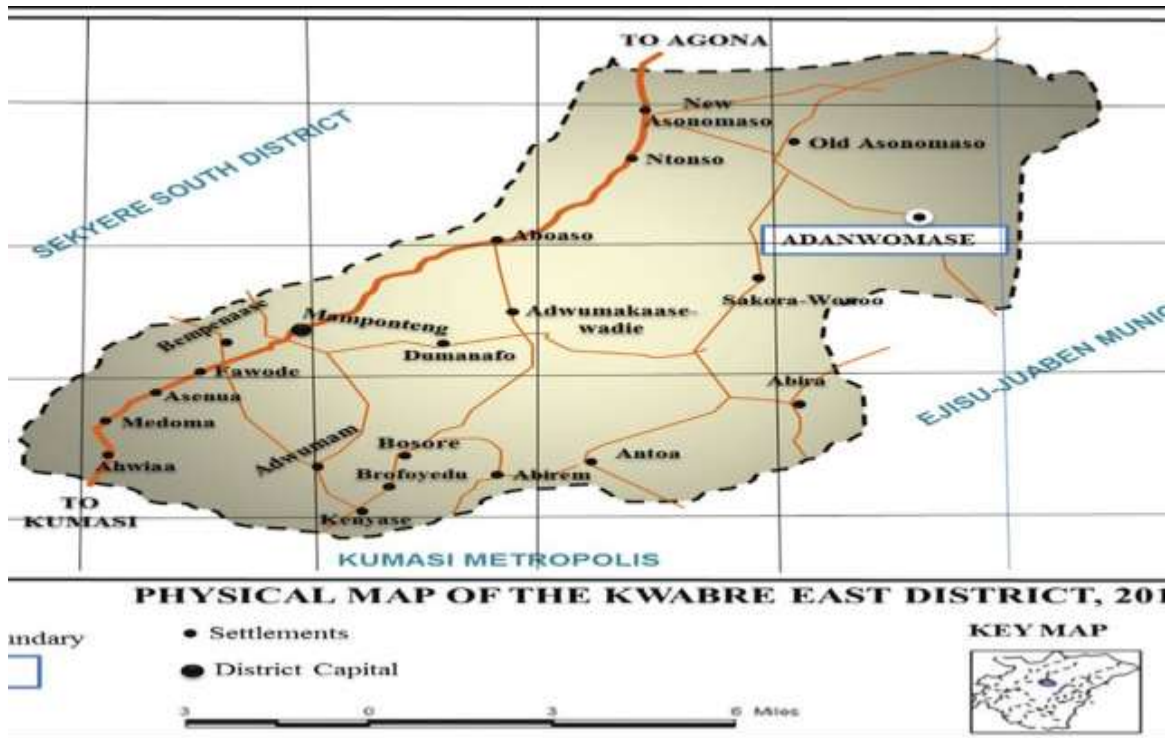 TO AGONA
New
Asonomaso
Old Asonomaso
Ntonso
SEKYERE SOUTH DISTRICT
ADANWOMASE
Aboaso
Sakora-Wonoo
Adwumakaase-
wadie
Mamponteng
Bempenaase
Dumanafo
Fawode
Abira
EJISU-JUABEN MUNIC
Asenua
Medoma
Adwumam
Bosore
Antoa
Ahwiaa
Brofoyedu
Abirem
TO
KUMASI
Kenyase
KUMASI METROPOLIS
PHYSICAL MAP OF THE KWABRE EAST DISTRICT, 201
undary
Settlements
KEY MAP
District Capital
3 0 3 6 Miles